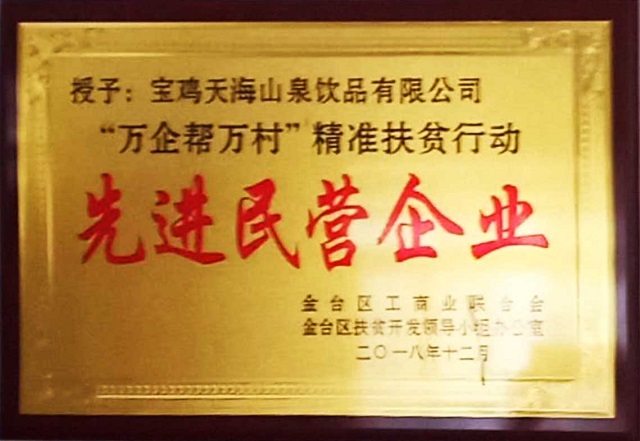 授予：宝鸡天海山泉饮品有限公司
“万企帮万村”精准扶贫行动
先进民营企业
金台区工商业联合会
金台区扶贫开发领导小组办公室
二〇一八年十二月